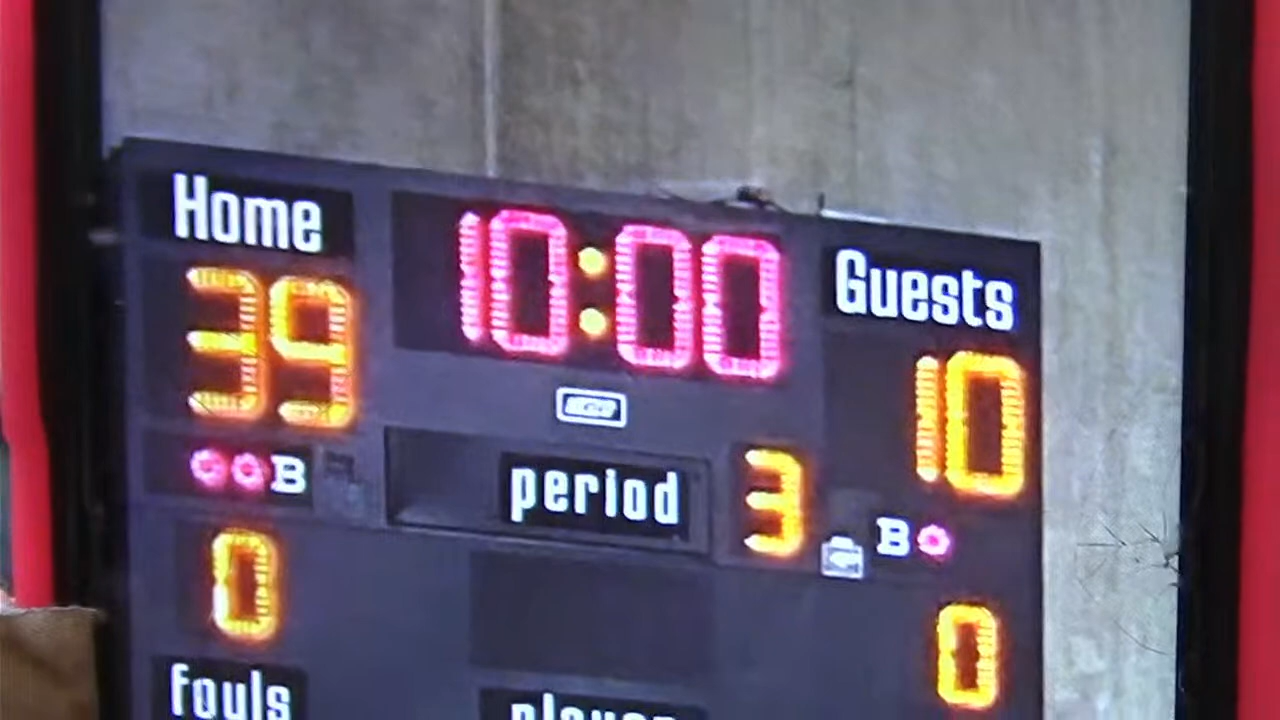 Home 10:00 Guests
39 10
B period 3 B
0 0
fouls player